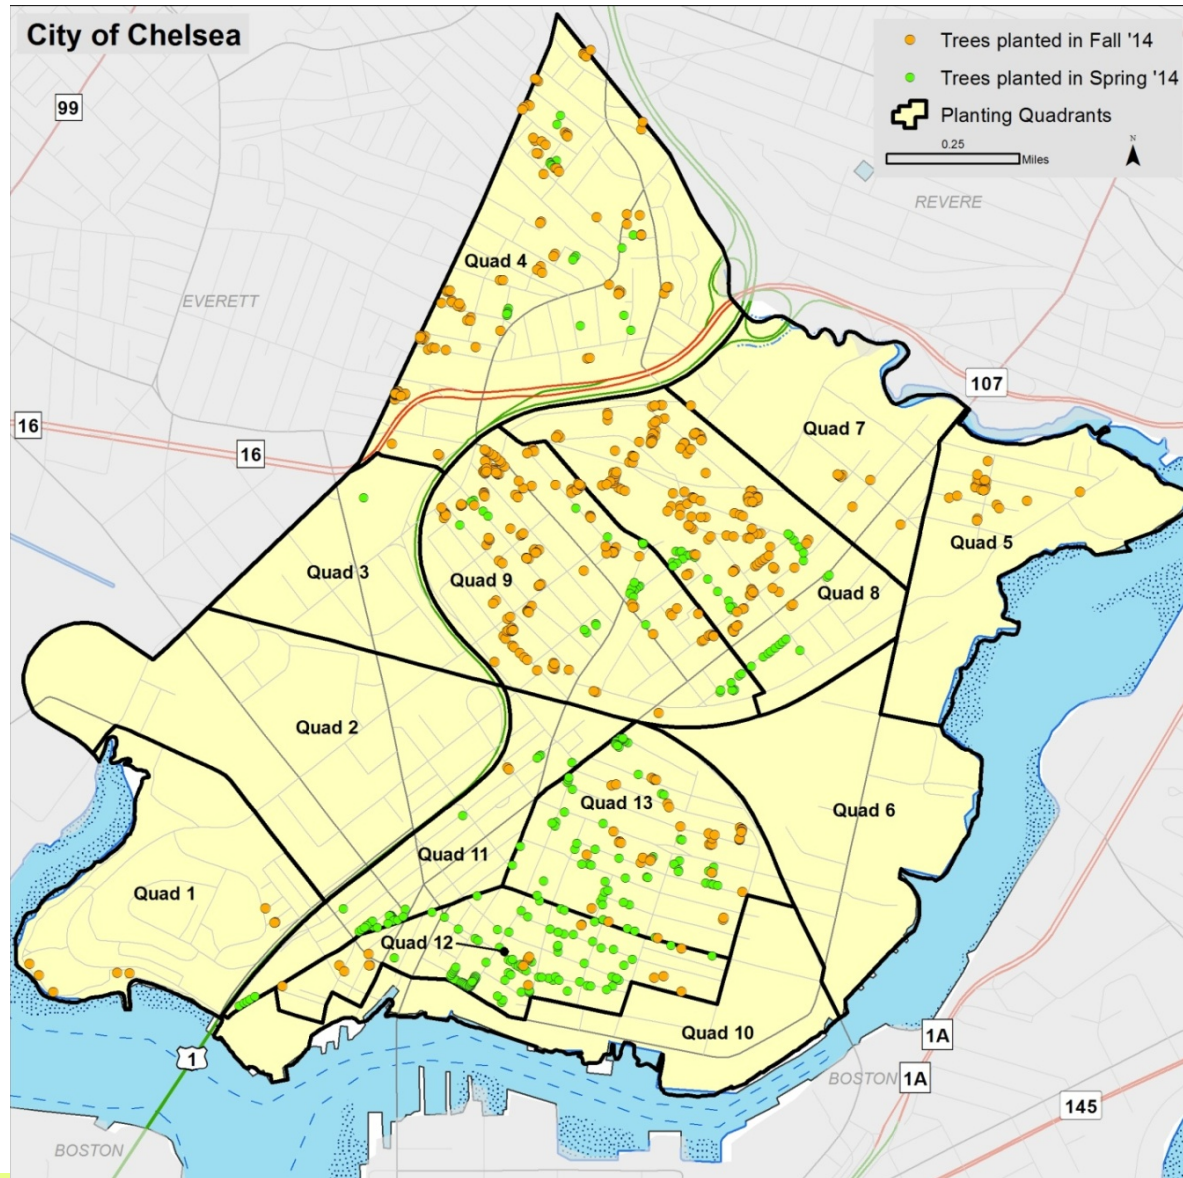 City of Chelsea
Trees planted in Fall '14
Trees planted in Spring '14
Planting Quadrants
0.25
Miles
N
99
REVERE
Quad 4
EVERETT
107
16
16
Quad 7
Quad 5
Quad 3
Quad 9
Quad 8
Quad 2
Quad 13
Quad 6
Quad 11
Quad 1
Quad 12
Quad 10
1A
1
BOSTON
1A
145
BOSTON